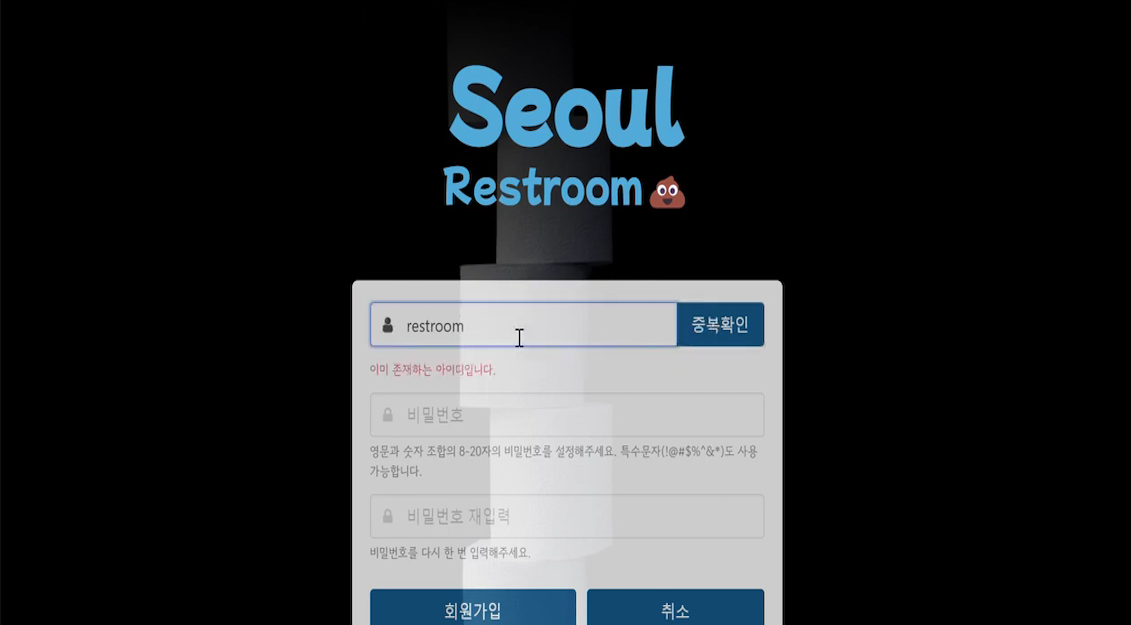 Seoul
Restroom
restroom
중복확인
이미 존재하는 아이디입니다.
비밀번호
영문과 숫자 조합의 8-20자의 비밀번호를 설정해주세요. 특수문자(!@#$%^&*)도 사용
가능합니다.
비밀번호 재입력
비밀번호를 다시 한 번 입력해주세요.
회원가입
취소